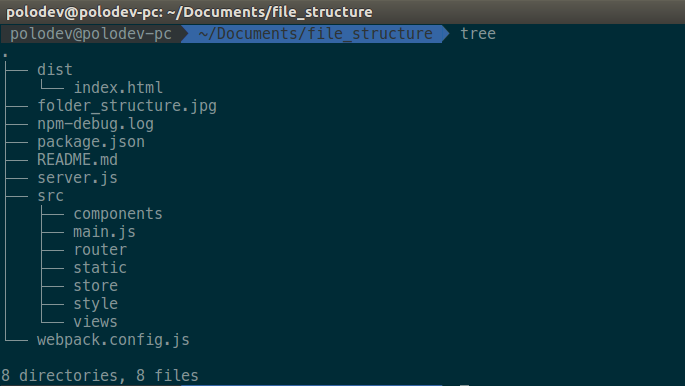 polodev@polodev-pc: ~/Documents/file_structure
polodev@polodev-pc ~/Documents/file_structure tree
.
├── dist
│   └── index.html
├── folder_structure.jpg
├── npm-debug.log
├── package.json
├── README.md
├── server.js
├── src
│   ├── components
│   ├── main.js
│   ├── router
│   ├── static
│   ├── store
│   ├── style
│   └── views
└── webpack.config.js
8 directories, 8 files